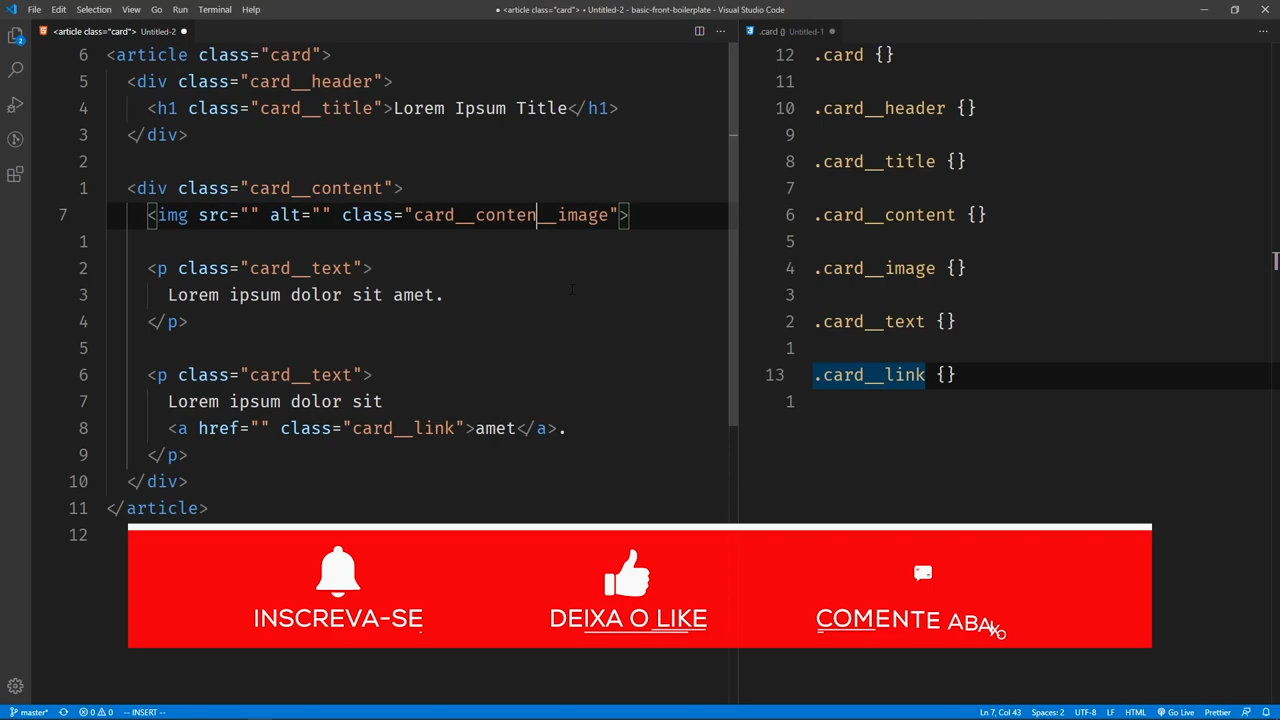 File Edit Selection View Go Run Terminal Help
● <article class="card"> • Untitled-2 - basic-front-boilerplate - Visual Studio Code
<article class="card"> Untitled-2 ●
.card {} Untitled-1 ●
2
6 <article class="card">
5 <div class="card__header">
4 <h1 class="card__title">Lorem Ipsum Title</h1>
3 </div>
2
1 <div class="card__content">
7 <img src="" alt="" class="card__conten__image">
1
2 <p class="card__text">
3 Lorem ipsum dolor sit amet.
4 </p>
5
6 <p class="card__text">
7 Lorem ipsum dolor sit
8 <a href="" class="card__link">amet</a>.
9 </p>
10 </div>
11 </article>
12
12 .card {}
11
10 .card__header {}
9
8 .card__title {}
7
6 .card__content {}
5
4 .card__image {}
3
2 .card__text {}
1
13 .card__link {}
1
INSCREVA-SE
DEIXA O LIKE
COMENTE ABAXO
master* 0 0 -- INSERT --
Ln 7, Col 43 Spaces: 2 UTF-8 LF HTML Go Live Prettier